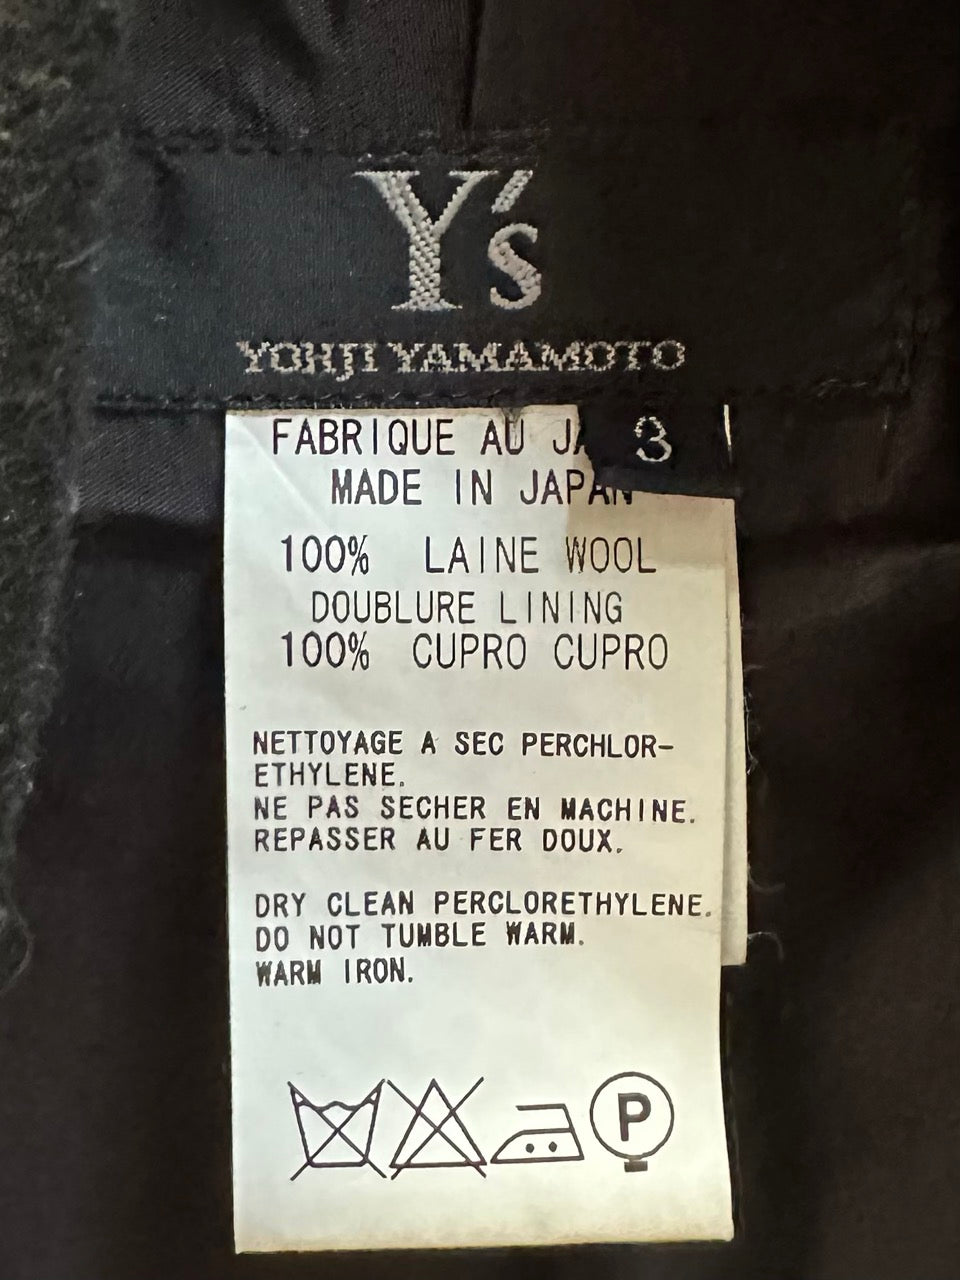 Y's
YOHJI YAMAMOTO
3
FABRIQUE AU
MADE IN JAPAN
100% LAINE WOOL
DOUBLURE LINING
100% CUPRO CUPRO
NETTOYAGE A SEC PERCHLOR-
ETHYLENE.
NE PAS SECHER EN MACHINE.
REPASSER AU FER DOUX.
DRY CLEAN PERCLORETHYLENE.
DO NOT TUMBLE WARM.
WARM IRON.
P